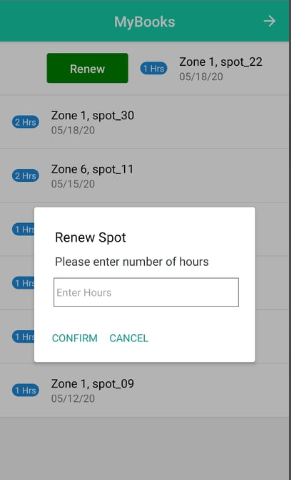 MyBooks
Renew
1 Hrs
Zone 1, spot_22
05/18/20
2 Hrs
Zone 1, spot_30
05/18/20
2 Hrs
Zone 6, spot_11
05/15/20
1 Hrs
Renew Spot
Please enter number of hours
1 Hrs
Enter Hours
1 Hrs
CONFIRM CANCEL
1 Hrs
Zone 1, spot_09
05/12/20